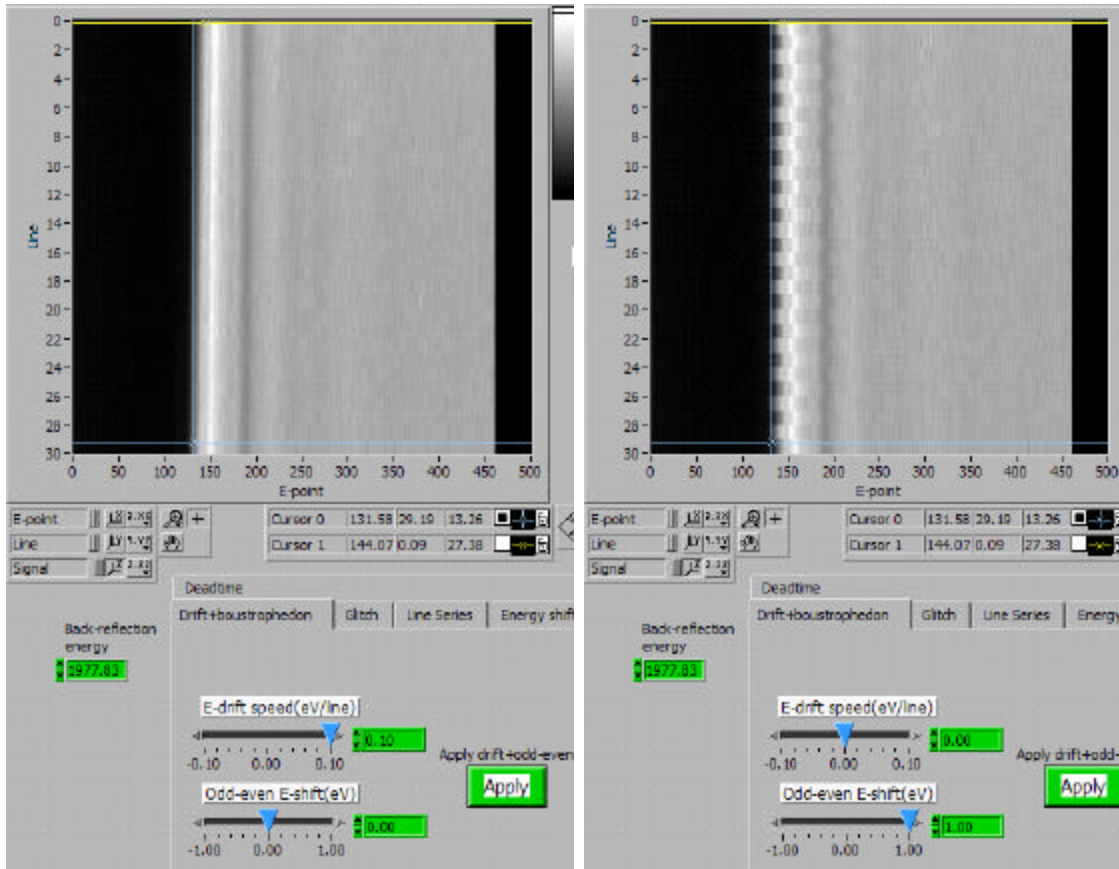 0
2
4
6
8
10
12
14
16
18
20
22
24
26
28
30
Line
0 50 100 150 200 250 300 350 400 450 500
E-point
E-point
Line
Signal
Cursor 0 131.58 29.19 13.26
Cursor 1 144.07 0.09 27.38
Deadtime
Drift+boustrophedon Glitch Line Series Energy shif
Back-reflection
energy
1977.83
E-drift speed(eV/line)
0.10
-0.10 0.00 0.10
Apply drift+odd-even
Apply
Odd-even E-shift(eV)
0.00
-1.00 0.00 1.00
0
2
4
6
8
10
12
14
16
18
20
22
24
26
28
30
Line
0 50 100 150 200 250 300 350 400 450 500
E-point
E-point
Line
Signal
Cursor 0 131.58 29.19 13.26
Cursor 1 144.07 0.09 27.38
Deadtime
Drift+boustrophedon Glitch Line Series Energy
Back-reflection
energy
1977.83
E-drift speed(eV/line)
0.00
-0.10 0.00 0.10
Apply drift+odd-
Apply
Odd-even E-shift(eV)
1.00
-1.00 0.00 1.00